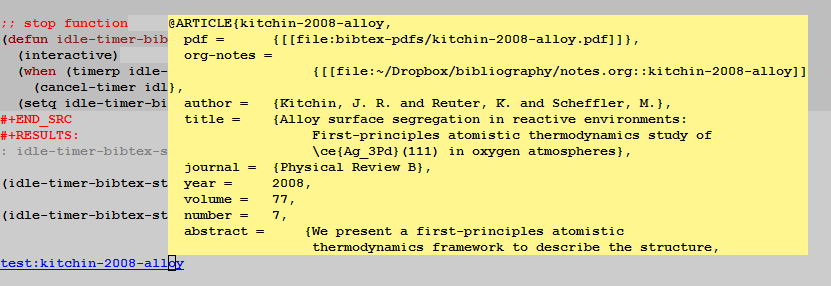 ;; stop function     @ARTICLE{kitchin-2008-alloy,
(defun idle-timer-bib  pdf =      {[[file:bibtex-pdfs/kitchin-2008-alloy.pdf]]},
  (interactive)        org-notes =
  (when (timerp idle-                  {[[file:~/Dropbox/bibliography/notes.org::kitchin-2008-alloy]]
    (cancel-timer idl},
  (setq idle-timer-bi  author =   {Kitchin, J. R. and Reuter, K. and Scheffler, M.},
#+END_SRC              title =    {Alloy surface segregation in reactive environments:
#+RESULTS:                             First-principles atomistic thermodynamics study of
: idle-timer-bibtex-s                  \ce{Ag_3Pd}(111) in oxygen atmospheres},
                       journal =  {Physical Review B},
(idle-timer-bibtex-st  year =     2008,
                       volume =   77,
(idle-timer-bibtex-st  number =   7,
                       abstract =     {We present a first-principles atomistic
                                       thermodynamics framework to describe the structure,
test:kitchin-2008-alloy